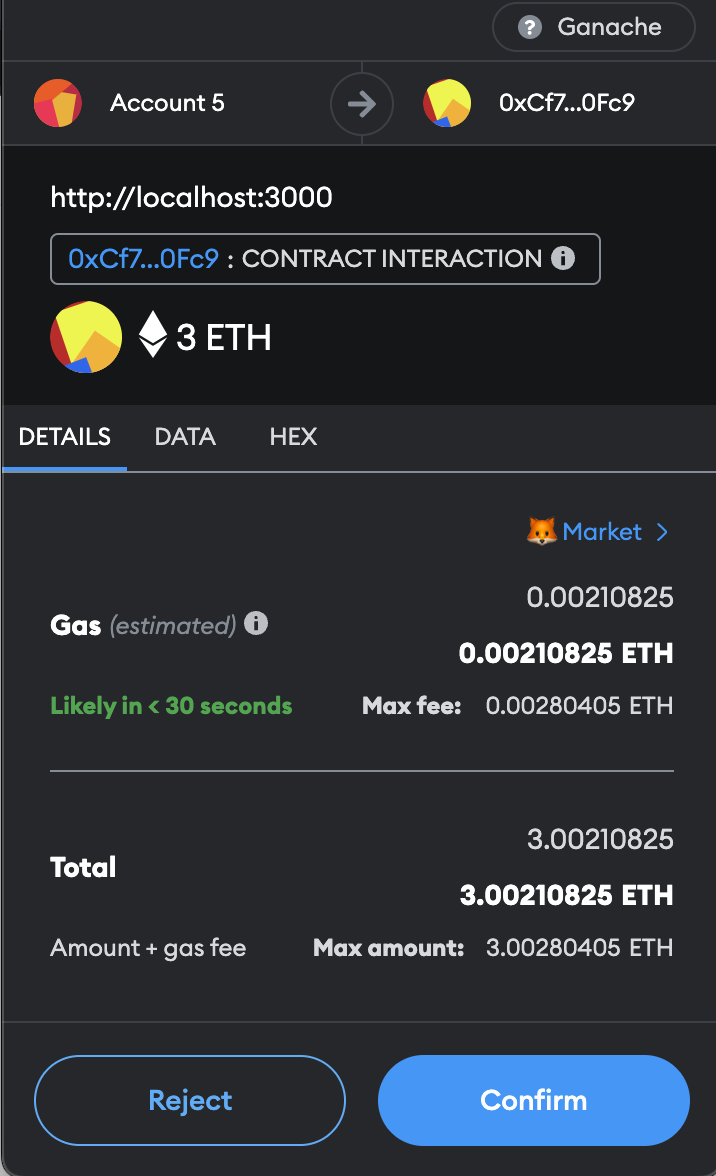 Ganache
Account 5
0xCf7...0Fc9
http://localhost:3000
0xCf7...0Fc9 : CONTRACT INTERACTION
3 ETH
DETAILS DATA HEX
Market >
0.00210825
Gas (estimated)
0.00210825 ETH
Likely in < 30 seconds Max fee: 0.00280405 ETH
3.00210825
Total
3.00210825 ETH
Amount + gas fee Max amount: 3.00280405 ETH
Reject Confirm